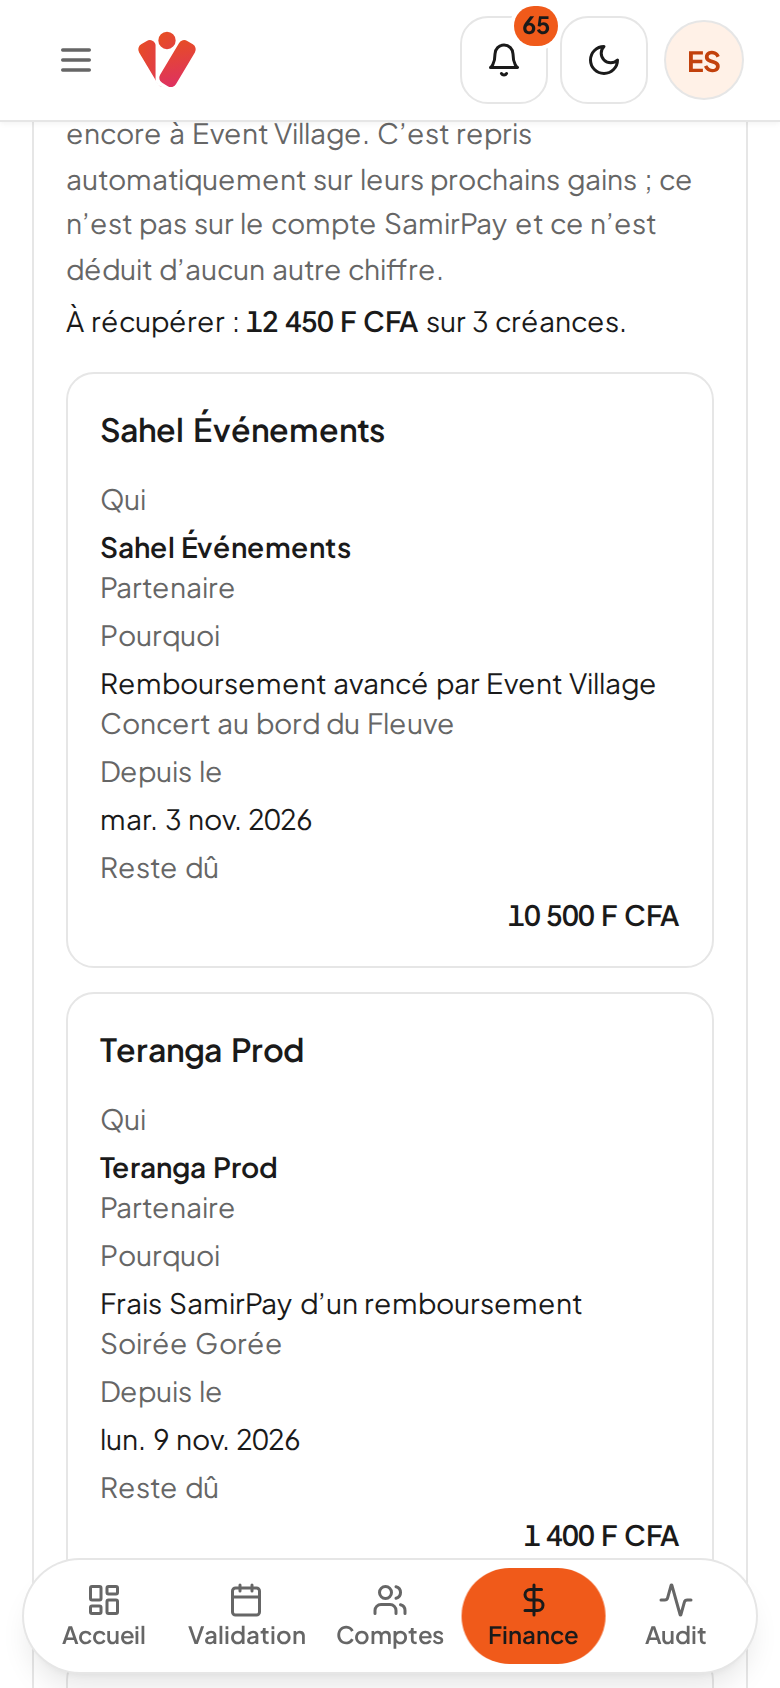 65
ES
encore à Event Village. C’est repris
automatiquement sur leurs prochains gains ; ce
n’est pas sur le compte SamirPay et ce n’est
déduit d’aucun autre chiffre.
À récupérer : 12 450 F CFA sur 3 créances.
Sahel Événements
Qui
Sahel Événements
Partenaire
Pourquoi
Remboursement avancé par Event Village
Concert au bord du Fleuve
Depuis le
mar. 3 nov. 2026
Reste dû
10 500 F CFA
Teranga Prod
Qui
Teranga Prod
Partenaire
Pourquoi
Frais SamirPay d’un remboursement
Soirée Gorée
Depuis le
lun. 9 nov. 2026
Reste dû
1 400 F CFA
Accueil
Validation
Comptes
Finance
Audit